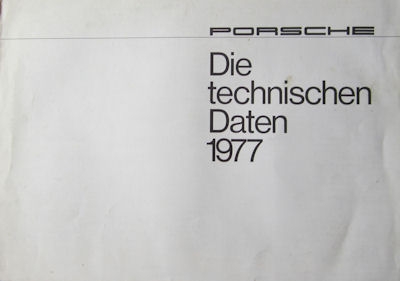 PORSCHE
Die
technischen
Daten
1977